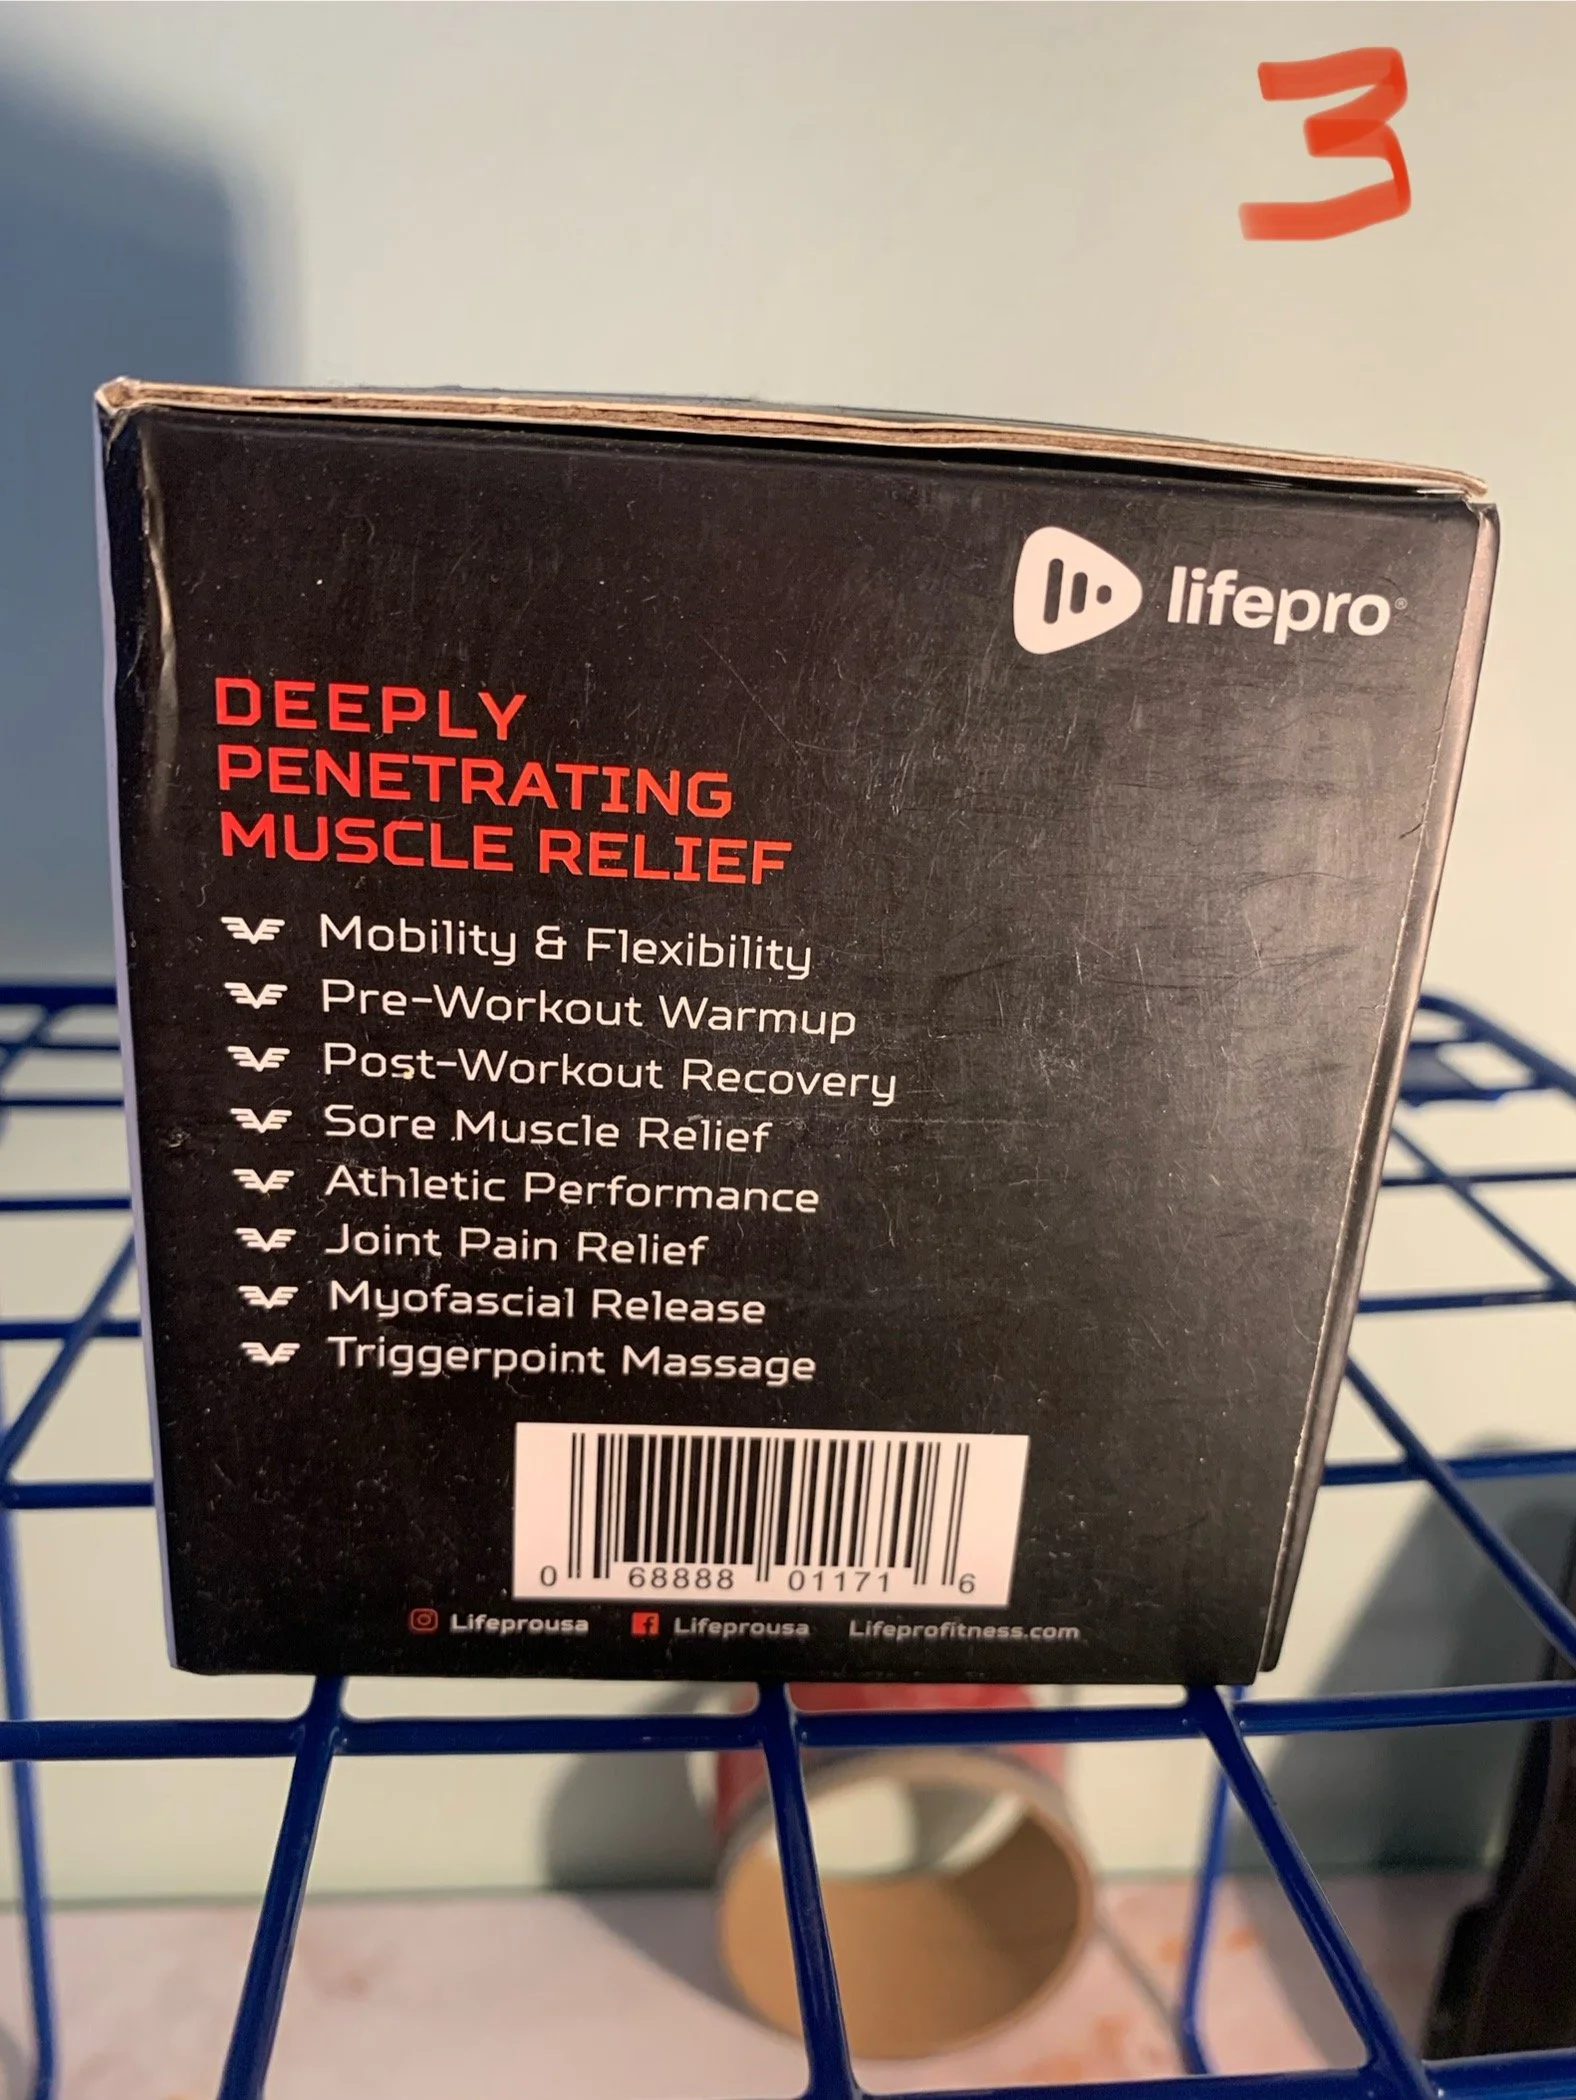 3
lifepro®
DEEPLY
PENETRATING
MUSCLE RELIEF
Mobility & Flexibility
Pre-Workout Warmup
Post-Workout Recovery
Sore Muscle Relief
Athletic Performance
Joint Pain Relief
Myofascial Release
Triggerpoint Massage
0 68888 01171 6
Lifeprousa Lifeprousa Lifeprofitness.com